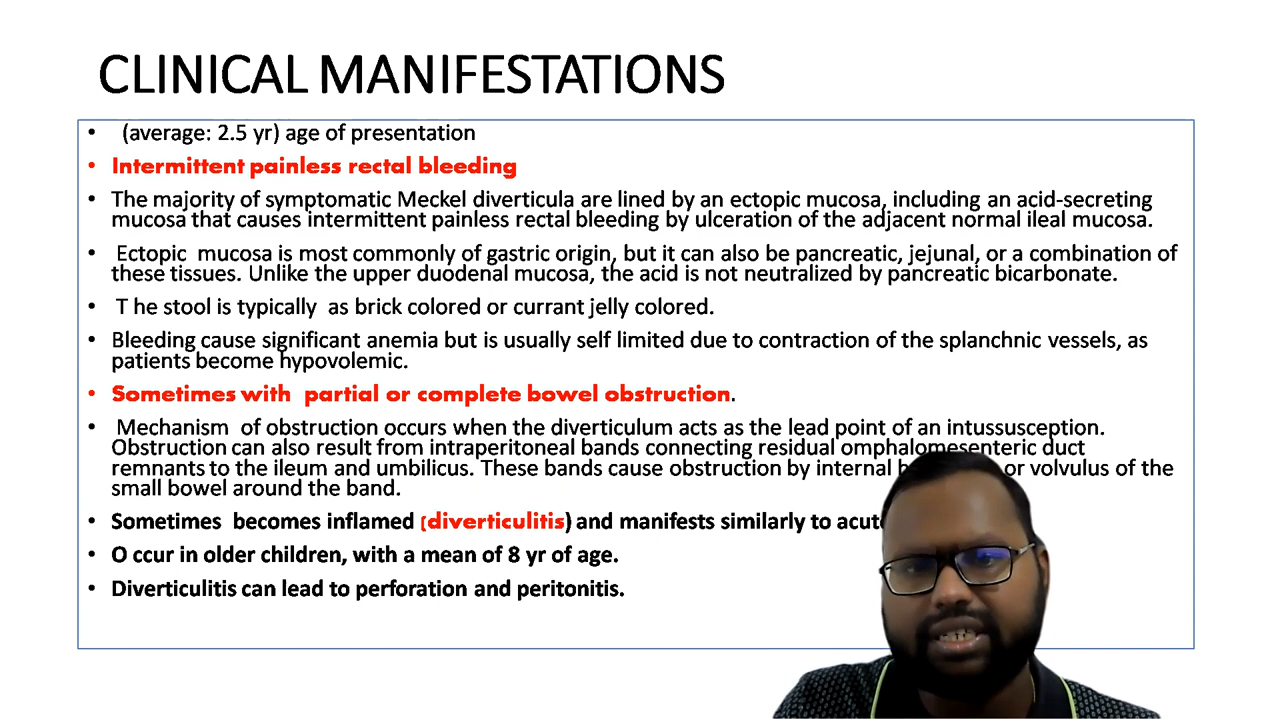 CLINICAL MANIFESTATIONS
• (average: 2.5 yr) age of presentation
• Intermittent painless rectal bleeding
• The majority of symptomatic Meckel diverticula are lined by an ectopic mucosa, including an acid-secreting
mucosa that causes intermittent painless rectal bleeding by ulceration of the adjacent normal ileal mucosa.
• Ectopic mucosa is most commonly of gastric origin, but it can also be pancreatic, jejunal, or a combination of
these tissues. Unlike the upper duodenal mucosa, the acid is not neutralized by pancreatic bicarbonate.
• T he stool is typically as brick colored or currant jelly colored.
• Bleeding cause significant anemia but is usually self limited due to contraction of the splanchnic vessels, as
patients become hypovolemic.
• Sometimes with partial or complete bowel obstruction.
• Mechanism of obstruction occurs when the diverticulum acts as the lead point of an intussusception.
Obstruction can also result from intraperitoneal bands connecting residual omphalomesenteric duct
remnants to the ileum and umbilicus. These bands cause obstruction by internal or volvulus of the
small bowel around the band.
• Sometimes becomes inflamed (diverticulitis) and manifests similarly to
• O ccur in older children, with a mean of 8 yr of age.
• Diverticulitis can lead to perforation and peritonitis.